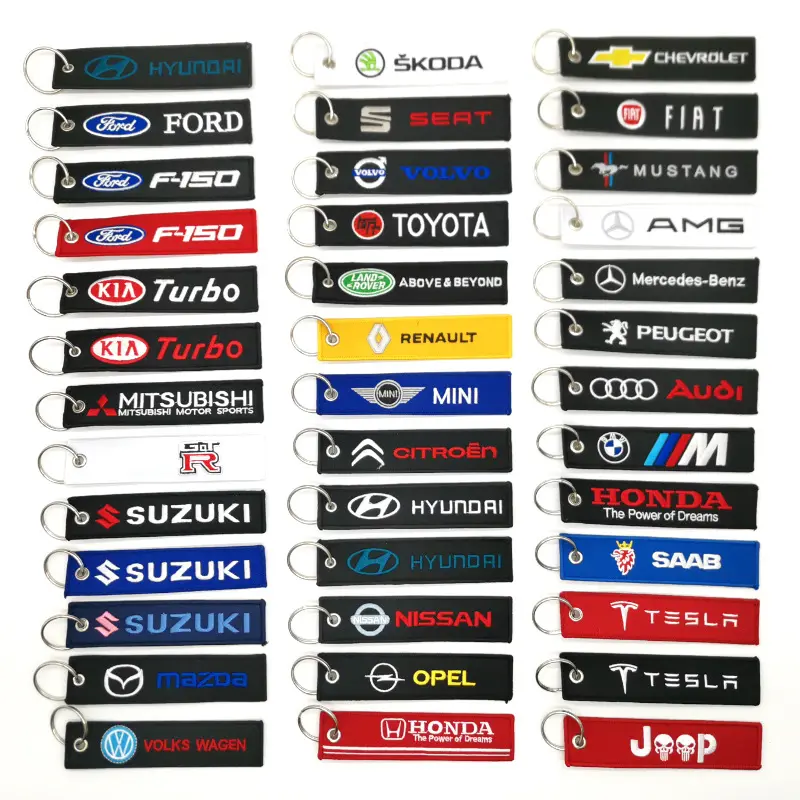 HYUNDAI
Ford FORD
Ford F-150
Ford F-150
KIA Turbo
KIA Turbo
MITSUBISHI
MITSUBISHI MOTOR SPORTS
GT
R
SUZUKI
SUZUKI
SUZUKI
mazda
VOLKS WAGEN
ŠKODA
SEAT
VOLVO VOLVO
TOYOTA
LAND ROVER ABOVE & BEYOND
RENAULT
MINI MINI
CITROËN
HYUNDAI
HYUNDAI
NISSAN NISSAN
OPEL
HONDA
The Power of Dreams
CHEVROLET
FIAT FIAT
MUSTANG
AMG
Mercedes-Benz
PEUGEOT
Audi
BMW M
HONDA
The Power of Dreams
SAAB
TESLA
TESLA
Jeep